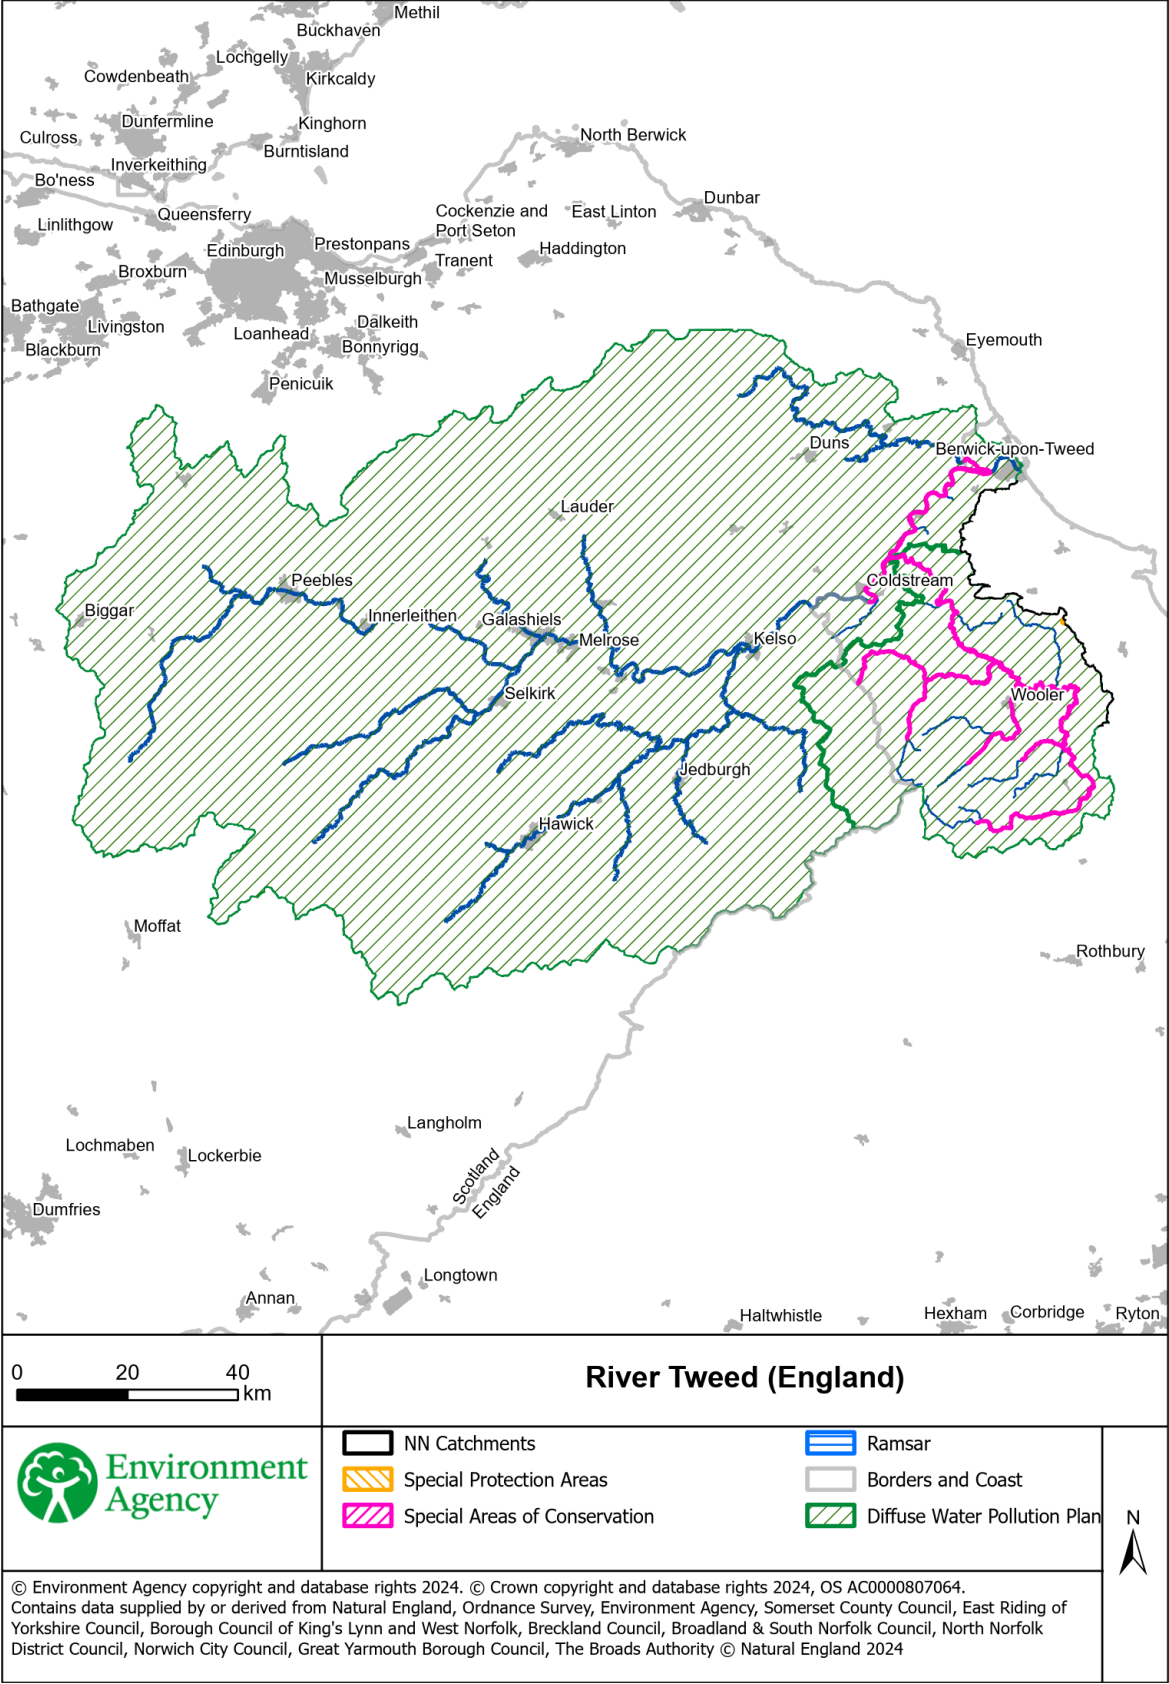 Methil
Buckhaven
Lochgelly
Cowdenbeath
Kirkcaldy
Dunfermline
Kinghorn
Culross
Burntisland
North Berwick
Inverkeithing
Bo'ness
Dunbar
Queensferry
Cockenzie and
Port Seton
East Linton
Linlithgow
Edinburgh
Prestonpans
Haddington
Tranent
Broxburn
Musselburgh
Bathgate
Livingston
Loanhead
Dalkeith
Eyemouth
Blackburn
Bonnyrigg
Penicuik
Duns
Berwick-upon-Tweed
Lauder
Peebles
Coldstream
Biggar
Innerleithen
Galashiels
Melrose
Kelso
Selkirk
Wooler
Jedburgh
Hawick
Moffat
Rothbury
Langholm
Lochmaben
Lockerbie
Scotland
England
Dumfries
Longtown
Annan
Haltwhistle
Hexham
Corbridge
Ryton
0 20 40
km
River Tweed (England)
Environment
Agency
NN Catchments
Special Protection Areas
Special Areas of Conservation
Ramsar
Borders and Coast
Diffuse Water Pollution Plan
N
© Environment Agency copyright and database rights 2024. © Crown copyright and database rights 2024, OS AC0000807064.
Contains data supplied by or derived from Natural England, Ordnance Survey, Environment Agency, Somerset County Council, East Riding of
Yorkshire Council, Borough Council of King's Lynn and West Norfolk, Breckland Council, Broadland & South Norfolk Council, North Norfolk
District Council, Norwich City Council, Great Yarmouth Borough Council, The Broads Authority © Natural England 2024